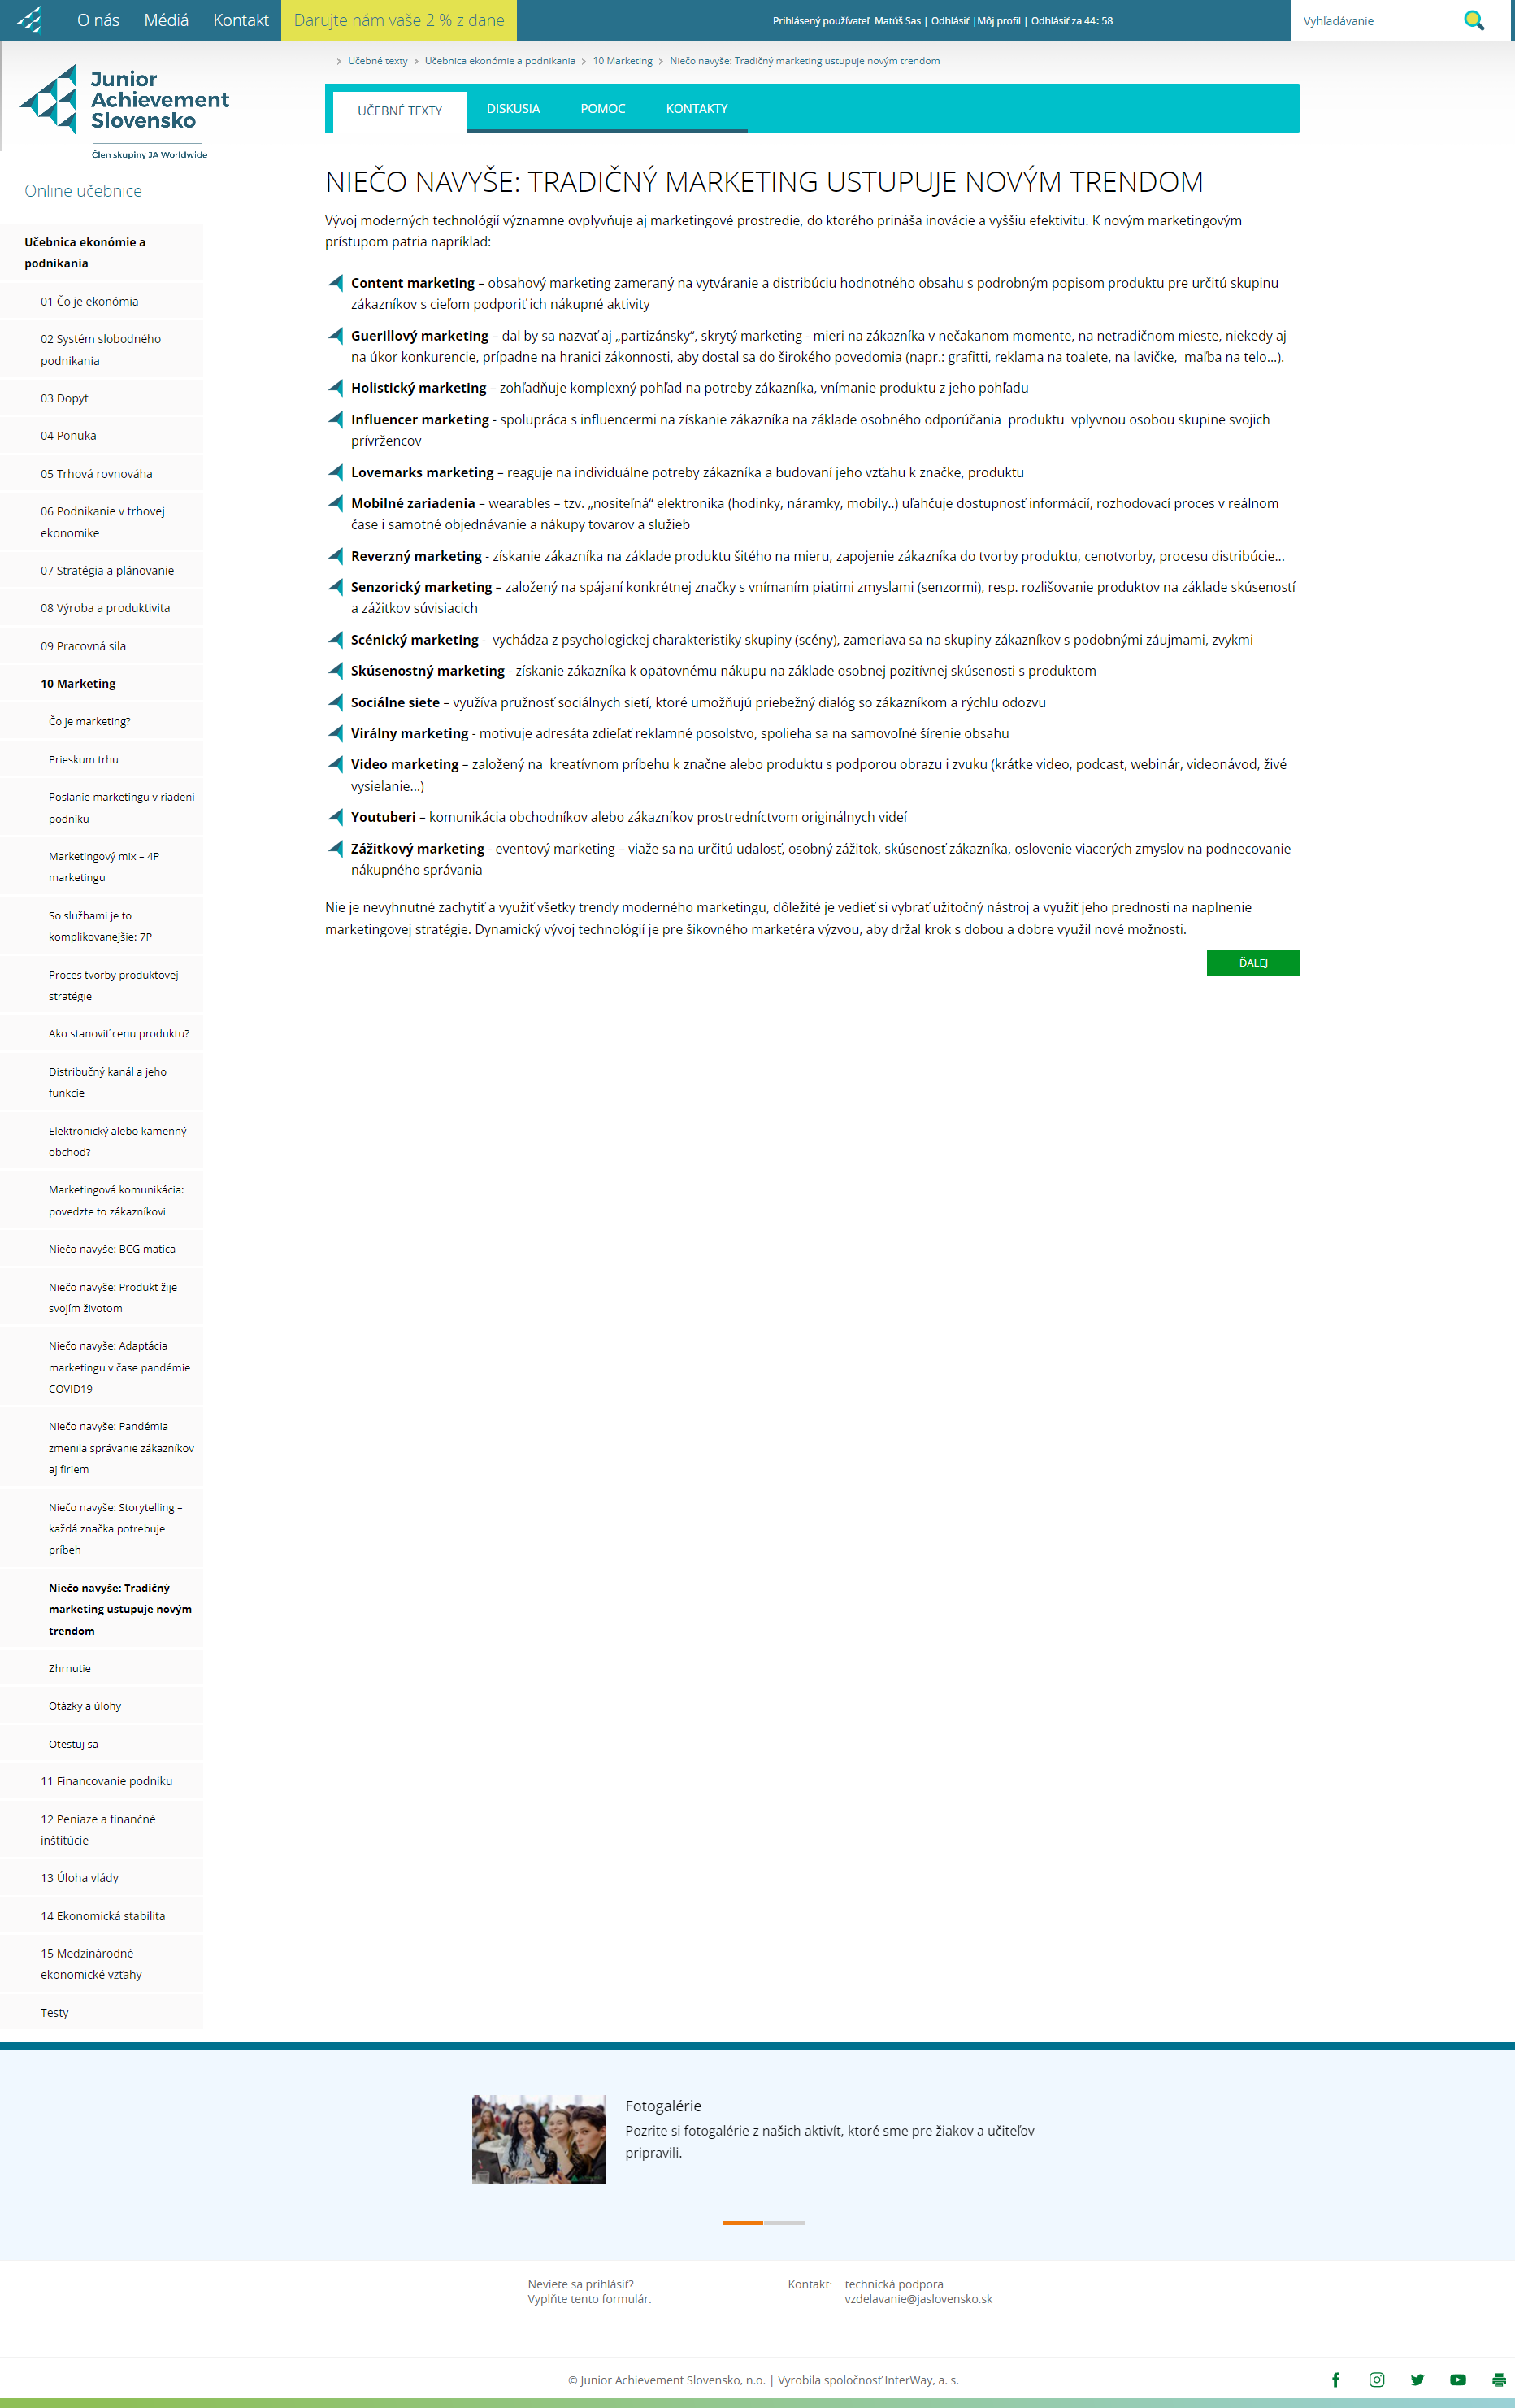 O nás Médiá Kontakt Darujte nám vaše 2 % z dane
Prihlásený používateľ: Matúš Sas | Odhlásiť |Môj profil | Odhlásiť za 44: 58
Vyhľadávanie
Junior
Achievement
Slovensko
Člen skupiny JA Worldwide
Online učebnice
Učebnica ekonómie a
podnikania
01 Čo je ekonómia
02 Systém slobodného
podnikania
03 Dopyt
04 Ponuka
05 Trhová rovnováha
06 Podnikanie v trhovej
ekonomike
07 Stratégia a plánovanie
08 Výroba a produktivita
09 Pracovná sila
10 Marketing
Čo je marketing?
Prieskum trhu
Poslanie marketingu v riadení
podniku
Marketingový mix – 4P
marketingu
So službami je to
komplikovanejšie: 7P
Proces tvorby produktovej
stratégie
Ako stanoviť cenu produktu?
Distribučný kanál a jeho
funkcie
Elektronický alebo kamenný
obchod?
Marketingová komunikácia:
povedzte to zákazníkovi
Niečo navyše: BCG matica
Niečo navyše: Produkt žije
svojím životom
Niečo navyše: Adaptácia
marketingu v čase pandémie
COVID19
Niečo navyše: Pandémia
zmenila správanie zákazníkov
aj firiem
Niečo navyše: Storytelling –
každá značka potrebuje
príbeh
Niečo navyše: Tradičný
marketing ustupuje novým
trendom
Zhrnutie
Otázky a úlohy
Otestuj sa
11 Financovanie podniku
12 Peniaze a finančné
inštitúcie
13 Úloha vlády
14 Ekonomická stabilita
15 Medzinárodné
ekonomické vzťahy
Testy
Učebné texty Učebnica ekonómie a podnikania 10 Marketing Niečo navyše: Tradičný marketing ustupuje novým trendom
UČEBNÉ TEXTY DISKUSIA POMOC KONTAKTY
NIEČO NAVYŠE: TRADIČNÝ MARKETING USTUPUJE NOVÝM TRENDOM
Vývoj moderných technológií významne ovplyvňuje aj marketingové prostredie, do ktorého prináša inovácie a vyššiu efektivitu. K novým marketingovým
prístupom patria napríklad:
Content marketing – obsahový marketing zameraný na vytváranie a distribúciu hodnotného obsahu s podrobným popisom produktu pre určitú skupinu
zákazníkov s cieľom podporiť ich nákupné aktivity
Guerillový marketing – dal by sa nazvať aj „partizánsky“, skrytý marketing - mieri na zákazníka v nečakanom momente, na netradičnom mieste, niekedy aj
na úkor konkurencie, prípadne na hranici zákonnosti, aby dostal sa do širokého povedomia (napr.: grafitti, reklama na toalete, na lavičke, maľba na telo...).
Holistický marketing – zohľadňuje komplexný pohľad na potreby zákazníka, vnímanie produktu z jeho pohľadu
Influencer marketing - spolupráca s influencermi na získanie zákazníka na základe osobného odporúčania produktu vplyvnou osobou skupine svojich
prívržencov
Lovemarks marketing – reaguje na individuálne potreby zákazníka a budovaní jeho vzťahu k značke, produktu
Mobilné zariadenia – wearables – tzv. „nositeľná“ elektronika (hodinky, náramky, mobily..) uľahčuje dostupnosť informácií, rozhodovací proces v reálnom
čase i samotné objednávanie a nákupy tovarov a služieb
Reverzný marketing - získanie zákazníka na základe produktu šitého na mieru, zapojenie zákazníka do tvorby produktu, cenotvorby, procesu distribúcie...
Senzorický marketing – založený na spájaní konkrétnej značky s vnímaním piatimi zmyslami (senzormi), resp. rozlišovanie produktov na základe skúseností
a zážitkov súvisiacich
Scénický marketing - vychádza z psychologickej charakteristiky skupiny (scény), zameriava sa na skupiny zákazníkov s podobnými záujmami, zvykmi
Skúsenostný marketing - získanie zákazníka k opätovnému nákupu na základe osobnej pozitívnej skúsenosti s produktom
Sociálne siete – využíva pružnosť sociálnych sietí, ktoré umožňujú priebežný dialóg so zákazníkom a rýchlu odozvu
Virálny marketing - motivuje adresáta zdieľať reklamné posolstvo, spolieha sa na samovoľné šírenie obsahu
Video marketing – založený na kreatívnom príbehu k značne alebo produktu s podporou obrazu i zvuku (krátke video, podcast, webinár, videonávod, živé
vysielanie...)
Youtuberi – komunikácia obchodníkov alebo zákazníkov prostredníctvom originálnych videí
Zážitkový marketing - eventový marketing – viaže sa na určitú udalosť, osobný zážitok, skúsenosť zákazníka, oslovenie viacerých zmyslov na podnecovanie
nákupného správania
Nie je nevyhnutné zachytiť a využiť všetky trendy moderného marketingu, dôležité je vedieť si vybrať užitočný nástroj a využiť jeho prednosti na naplnenie
marketingovej stratégie. Dynamický vývoj technológií je pre šikovného marketéra výzvou, aby držal krok s dobou a dobre využil nové možnosti.
ĎALEJ
Fotogalérie
Pozrite si fotogalérie z našich aktivít, ktoré sme pre žiakov a učiteľov
pripravili.
Neviete sa prihlásiť?
Vyplňte tento formulár.
Kontakt: technická podpora
vzdelavanie@jaslovensko.sk
© Junior Achievement Slovensko, n.o. | Vyrobila spoločnosť InterWay, a. s.